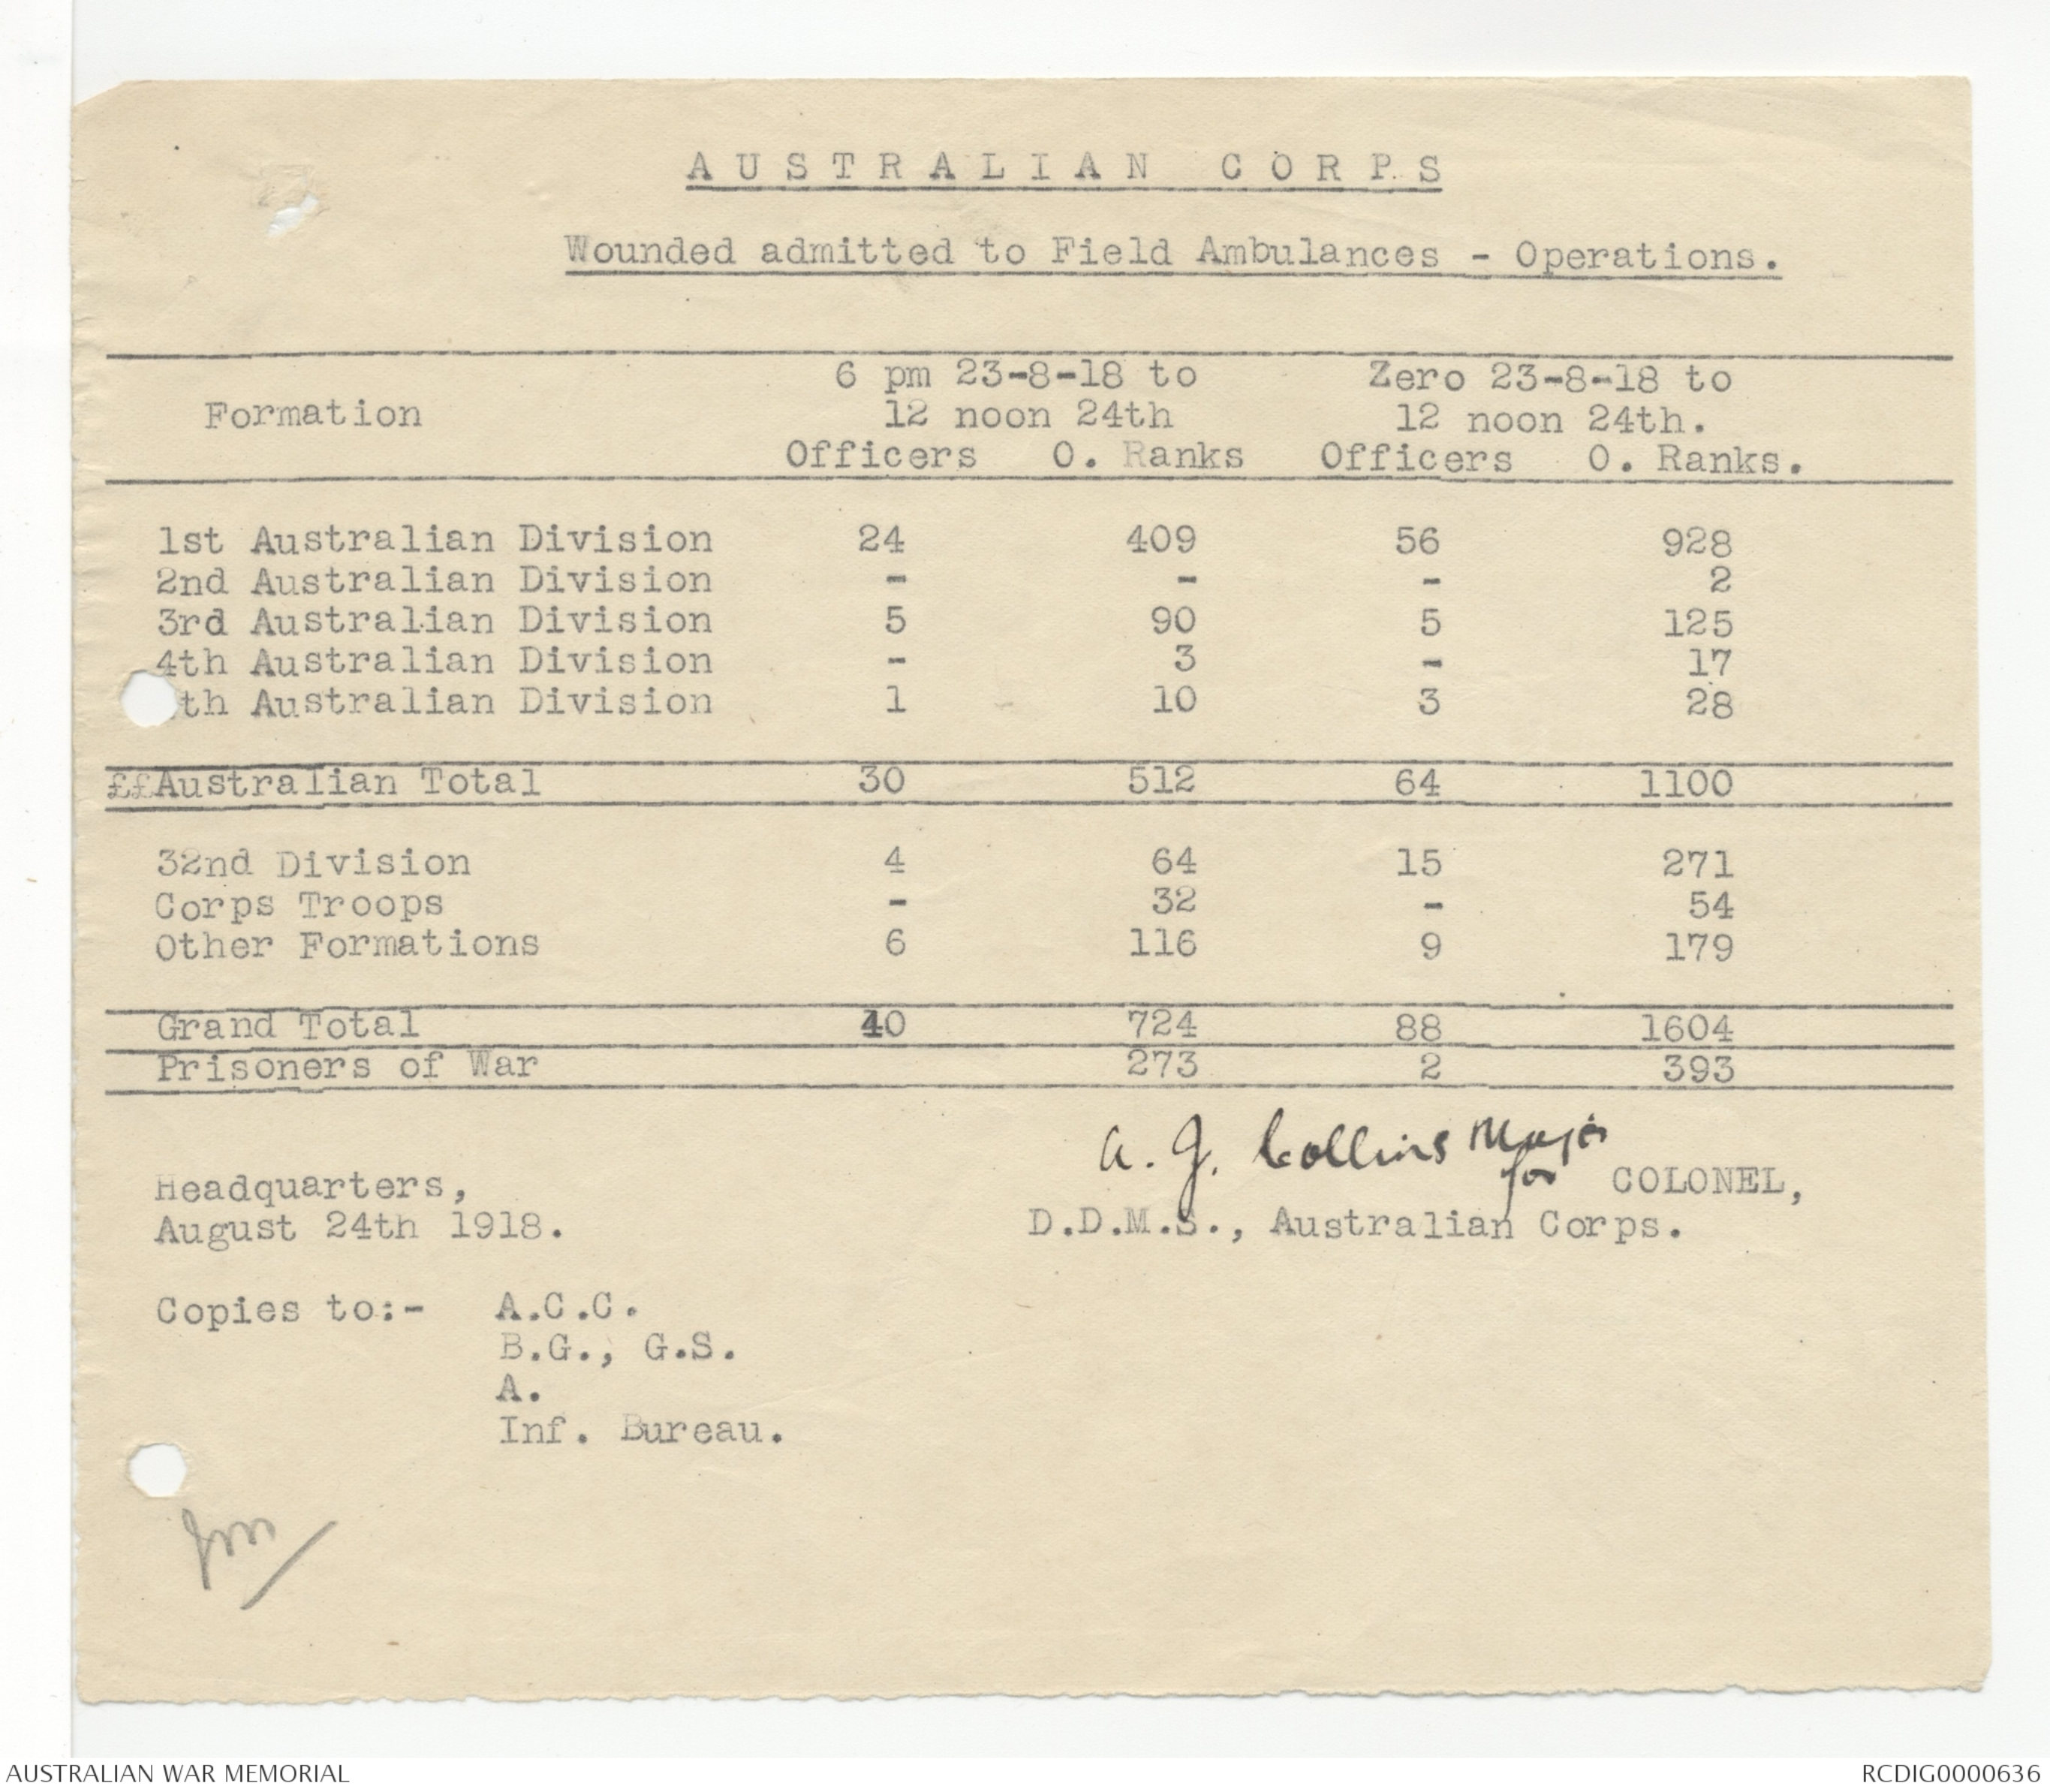 AUSTRALIAN CORPS
Wounded admitted to Field Ambulances - Operations.
6 pm 23-8-18 to Zero 23-8-18 to
Formation 12 noon 24th 12 noon 24th.
Officers O. Ranks Officers O. Ranks.
1st Australian Division 24 409 56 928
2nd Australian Division - - - 2
3rd Australian Division 5 90 5 125
4th Australian Division - 3 - 17
th Australian Division 1 10 3 28
££Australian Total 30 512 64 1100
32nd Division 4 64 15 271
Corps Troops - 32 - 54
Other Formations 6 116 9 179
Grand Total 40 724 88 1604
Prisoners of War 273 2 393
A. J. Collins Major
for COLONEL,
Headquarters,
August 24th 1918.
D.D.M.S., Australian Corps.
Copies to:- A.C.C.
B.G., G.S.
A.
Inf. Bureau.
AUSTRALIAN WAR MEMORIAL
RCDIG0000636